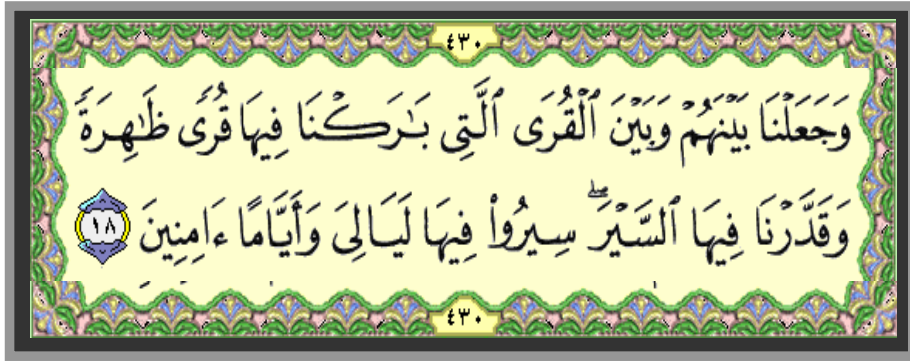 ٤٣٠
وَجَعَلْنَا بَيْنَهُمْ وَبَيْنَ ٱلْقُرَى ٱلَّتِى بَٰرَكْنَا فِيهَا قُرًى ظَٰهِرَةً
وَقَدَّرْنَا فِيهَا ٱلسَّيْرَ ۖ سِيرُوا۟ فِيهَا لَيَالِىَ وَأَيَّامًا ءَامِنِينَ ١٨
٤٣٠